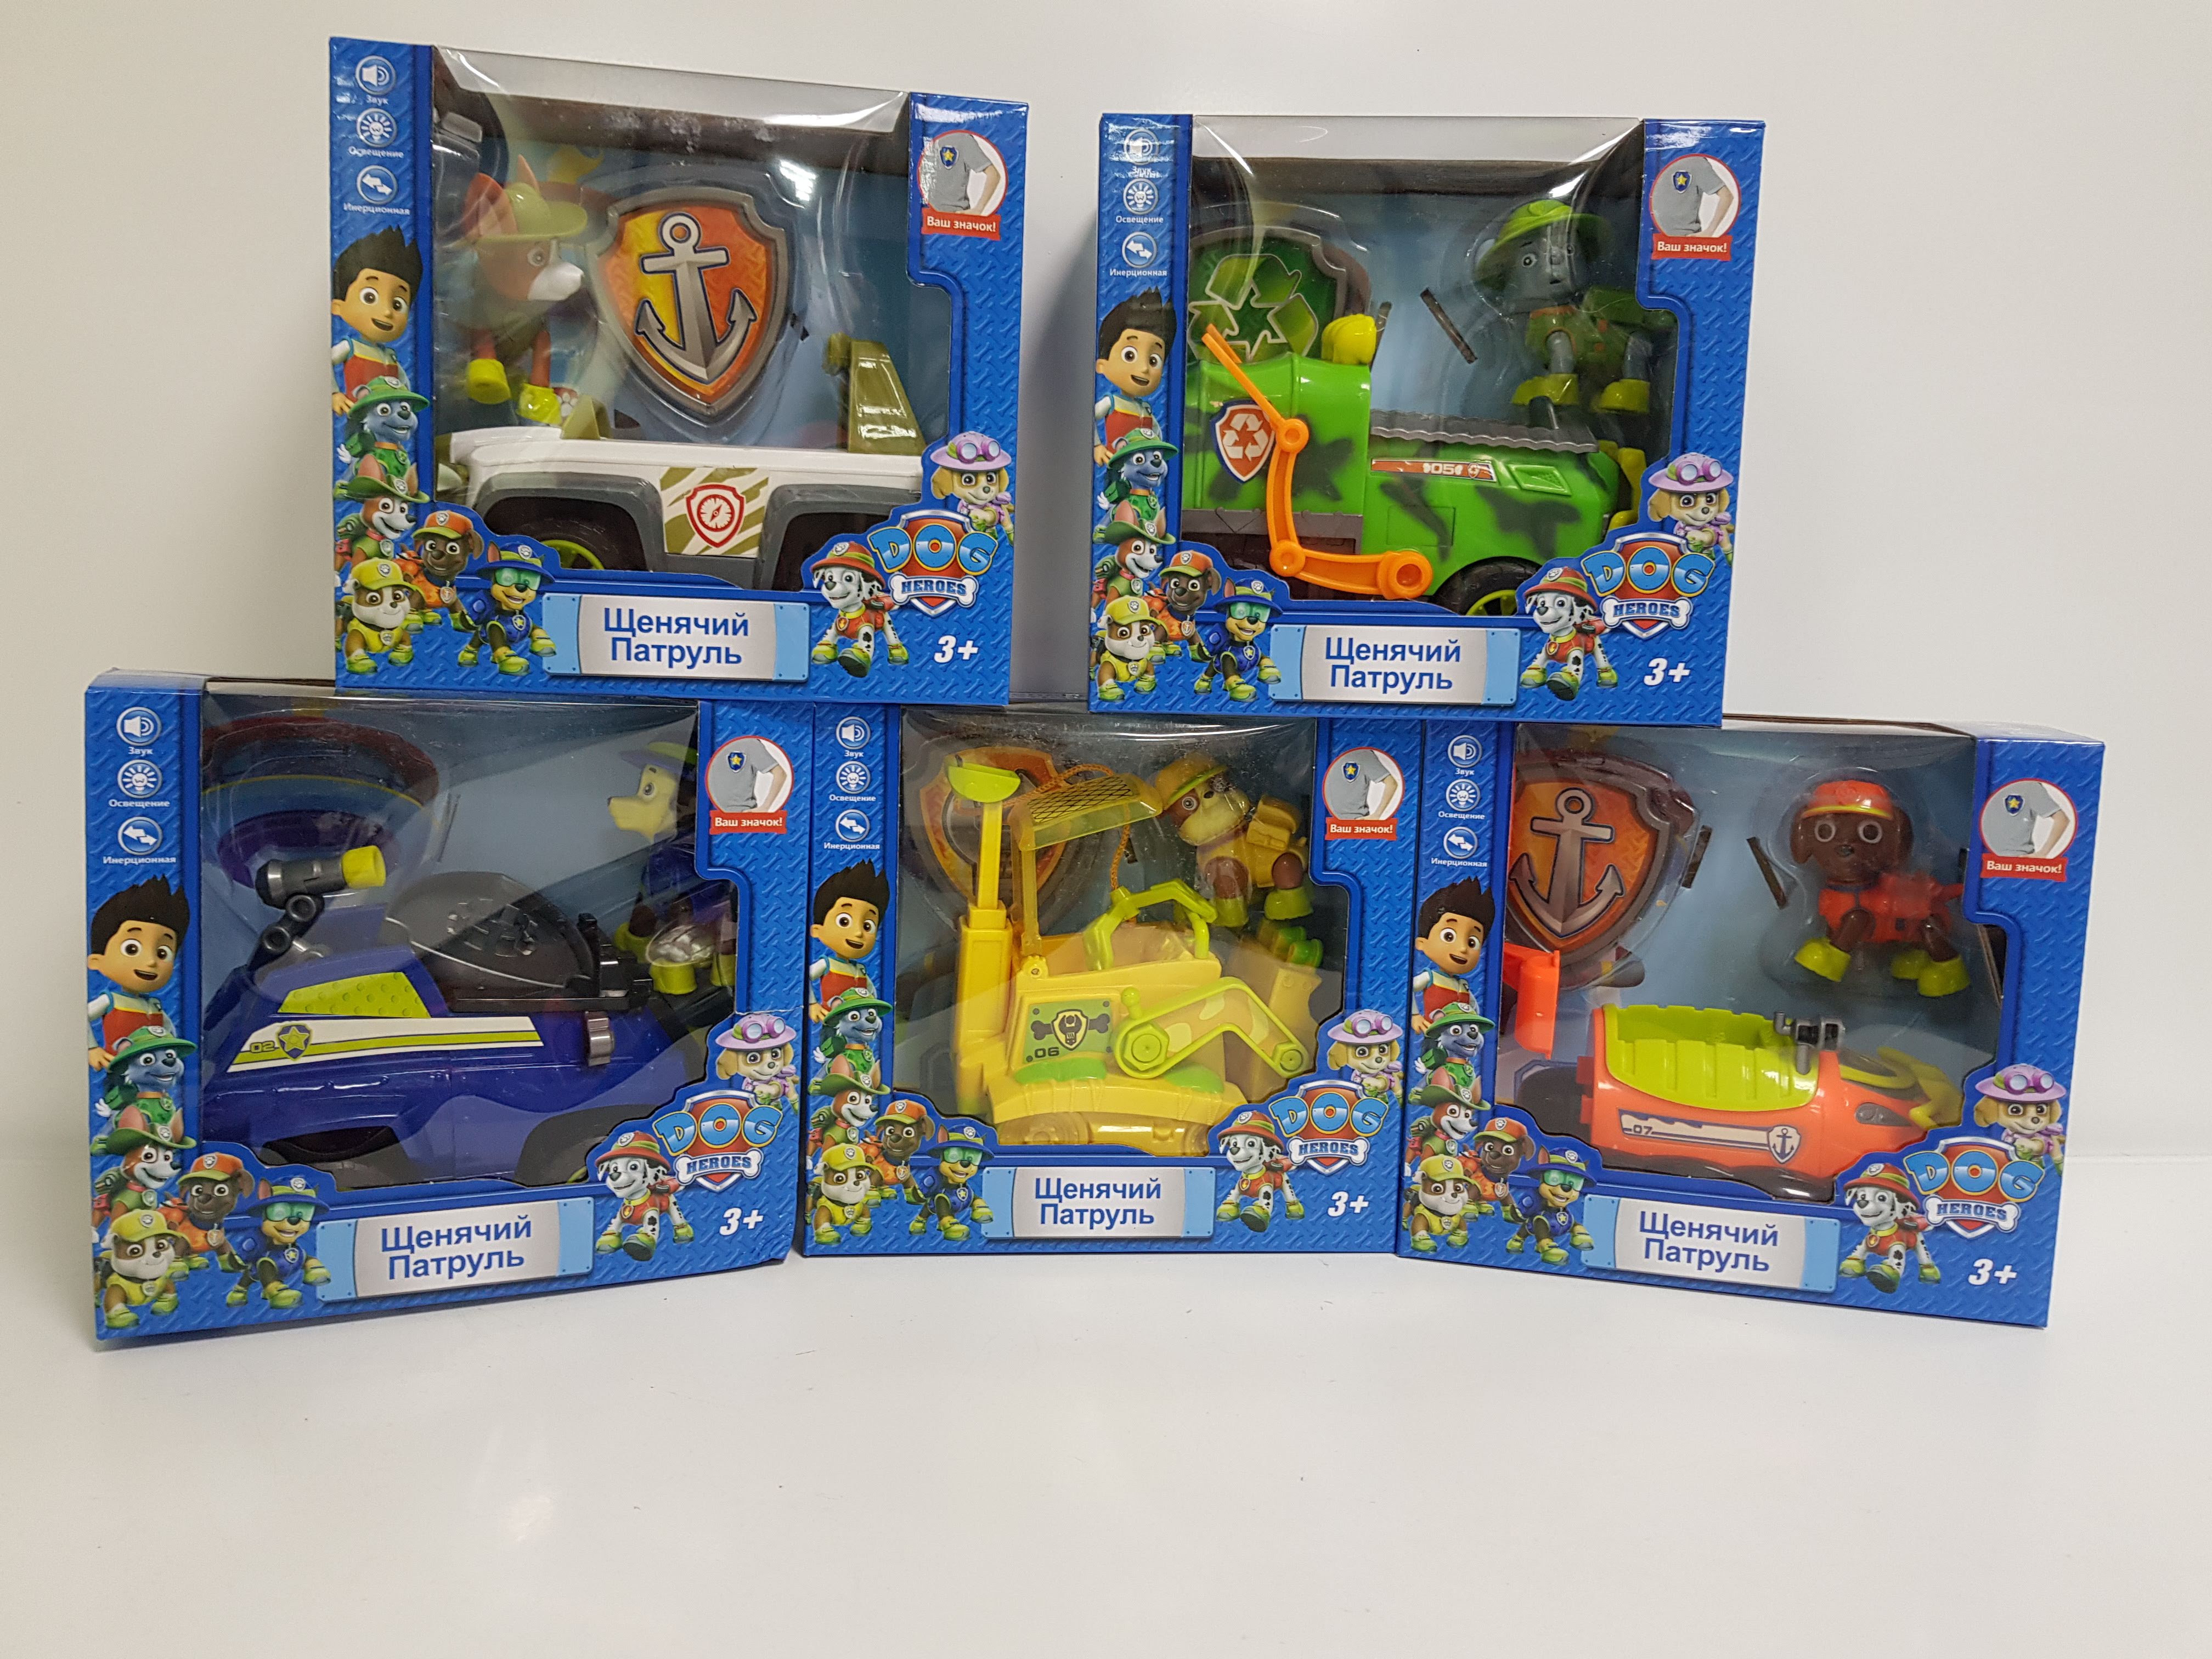 Звук
Освещение
Инерционная
Ваш значок!
DOG
HEROES
Щенячий
Патруль
3+
Освещение
Инерционная
Ваш значок!
05
DOG
HEROES
Щенячий
Патруль
3+
Звук
Освещение
Инерционная
Ваш значок!
02
DOG
HEROES
Щенячий
Патруль
3+
Звук
Освещение
Инерционная
Ваш значок!
06
DOG
HEROES
Щенячий
Патруль
3+
Звук
Освещение
Инерционная
Ваш значок!
07
DOG
HEROES
Щенячий
Патруль
3+